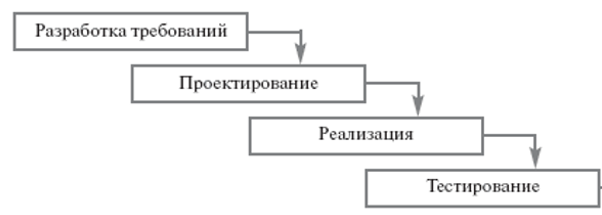 Разработка требований
Проектирование
Реализация
Тестирование